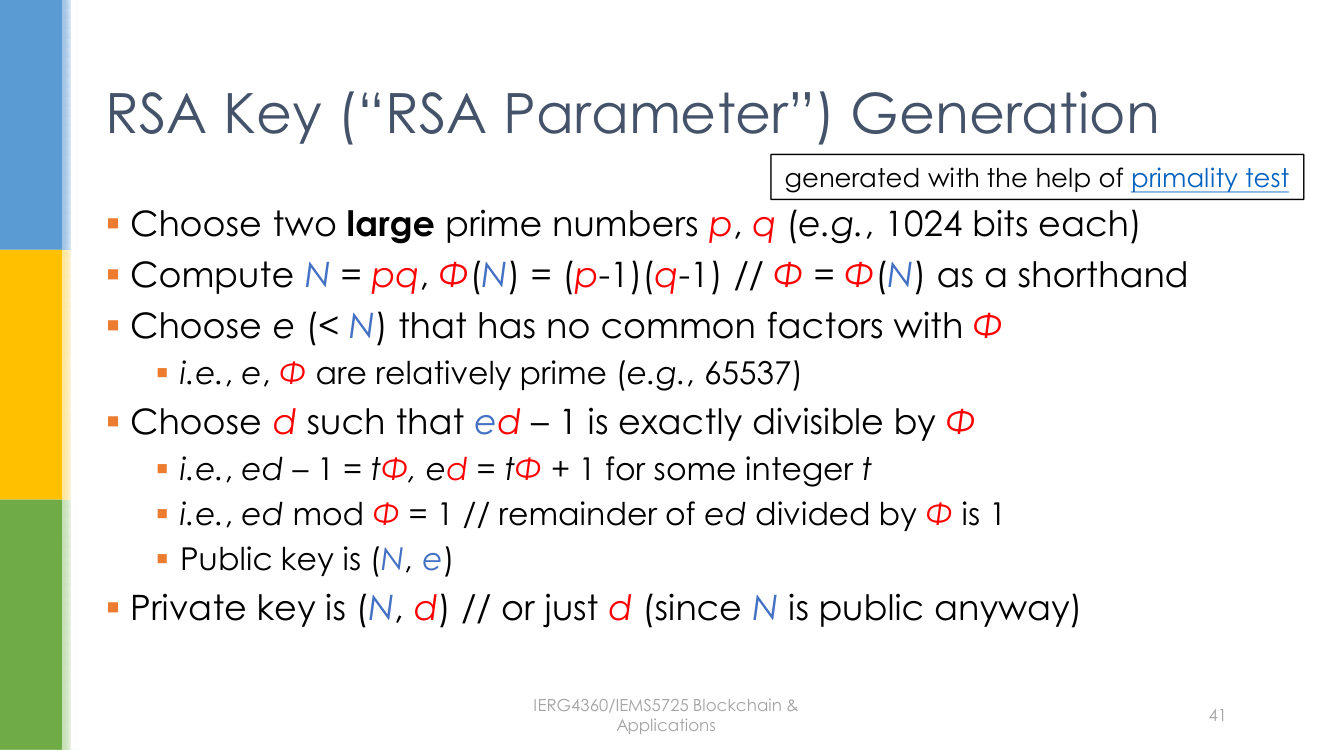 RSA Key (“RSA Parameter”) Generation
generated with the help of primality test
▪ Choose two large prime numbers p, q (e.g., 1024 bits each)
▪ Compute N = pq, Φ(N) = (p-1)(q-1) // Φ = Φ(N) as a shorthand
▪ Choose e (< N) that has no common factors with Φ
▪ i.e., e, Φ are relatively prime (e.g., 65537)
▪ Choose d such that ed – 1 is exactly divisible by Φ
▪ i.e., ed – 1 = tΦ, ed = tΦ + 1 for some integer t
▪ i.e., ed mod Φ = 1 // remainder of ed divided by Φ is 1
▪ Public key is (N, e)
▪ Private key is (N, d) // or just d (since N is public anyway)
IERG4360/IEMS5725 Blockchain &
Applications
41